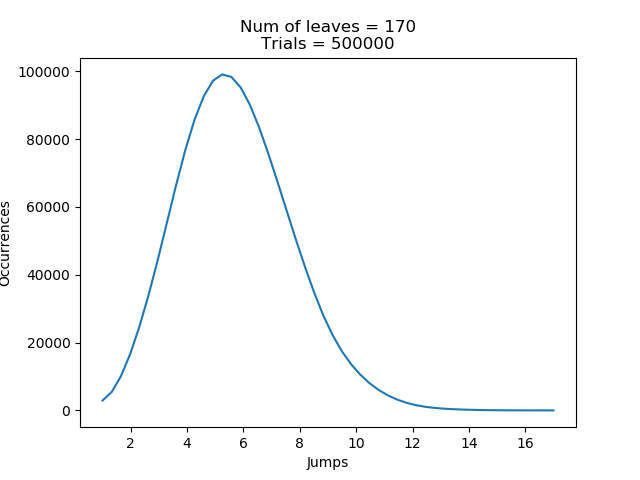 Num of leaves = 170
Trials = 500000
100000
80000
60000
40000
20000
0
Occurrences
2 4 6 8 10 12 14 16
Jumps